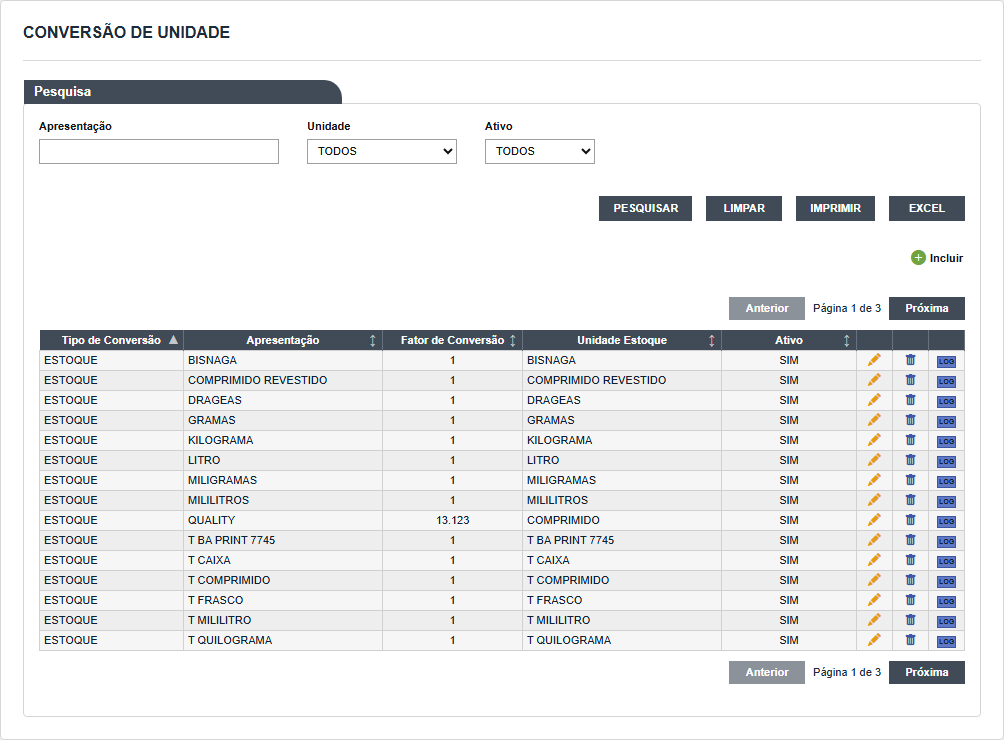 CONVERSÃO DE UNIDADE
Pesquisa
Apresentação Unidade Ativo
TODOS TODOS
PESQUISAR LIMPAR IMPRIMIR EXCEL
Incluir
Anterior Página 1 de 3 Próxima
Tipo de Conversão Apresentação Fator de Conversão Unidade Estoque Ativo
ESTOQUE BISNAGA 1 BISNAGA SIM LOG
ESTOQUE COMPRIMIDO REVESTIDO 1 COMPRIMIDO REVESTIDO SIM LOG
ESTOQUE DRAGEAS 1 DRAGEAS SIM LOG
ESTOQUE GRAMAS 1 GRAMAS SIM LOG
ESTOQUE KILOGRAMA 1 KILOGRAMA SIM LOG
ESTOQUE LITRO 1 LITRO SIM LOG
ESTOQUE MILIGRAMAS 1 MILIGRAMAS SIM LOG
ESTOQUE MILILITROS 1 MILILITROS SIM LOG
ESTOQUE QUALITY 13.123 COMPRIMIDO SIM LOG
ESTOQUE T BA PRINT 7745 1 T BA PRINT 7745 SIM LOG
ESTOQUE T CAIXA 1 T CAIXA SIM LOG
ESTOQUE T COMPRIMIDO 1 T COMPRIMIDO SIM LOG
ESTOQUE T FRASCO 1 T FRASCO SIM LOG
ESTOQUE T MILILITRO 1 T MILILITRO SIM LOG
ESTOQUE T QUILOGRAMA 1 T QUILOGRAMA SIM LOG
Anterior Página 1 de 3 Próxima